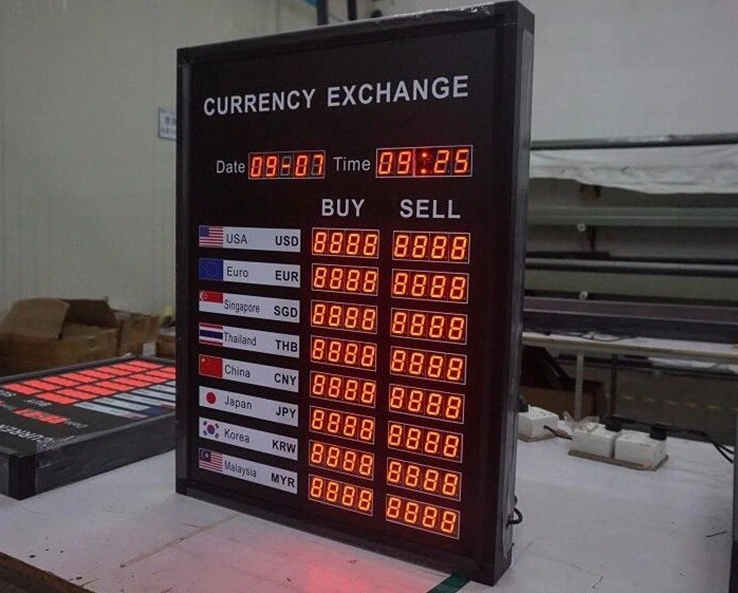 CURRENCY EXCHANGE
Date 09-07 Time 09:25
BUY SELL
USA USD 8888 8888
Euro EUR 8888 8888
Singapore SGD 8888 8888
Thailand THB 8888 8888
China CNY 8888 8888
Japan JPY 8888 8888
Korea KRW 8888 8888
Malaysia MYR 8888 8888
CURREN